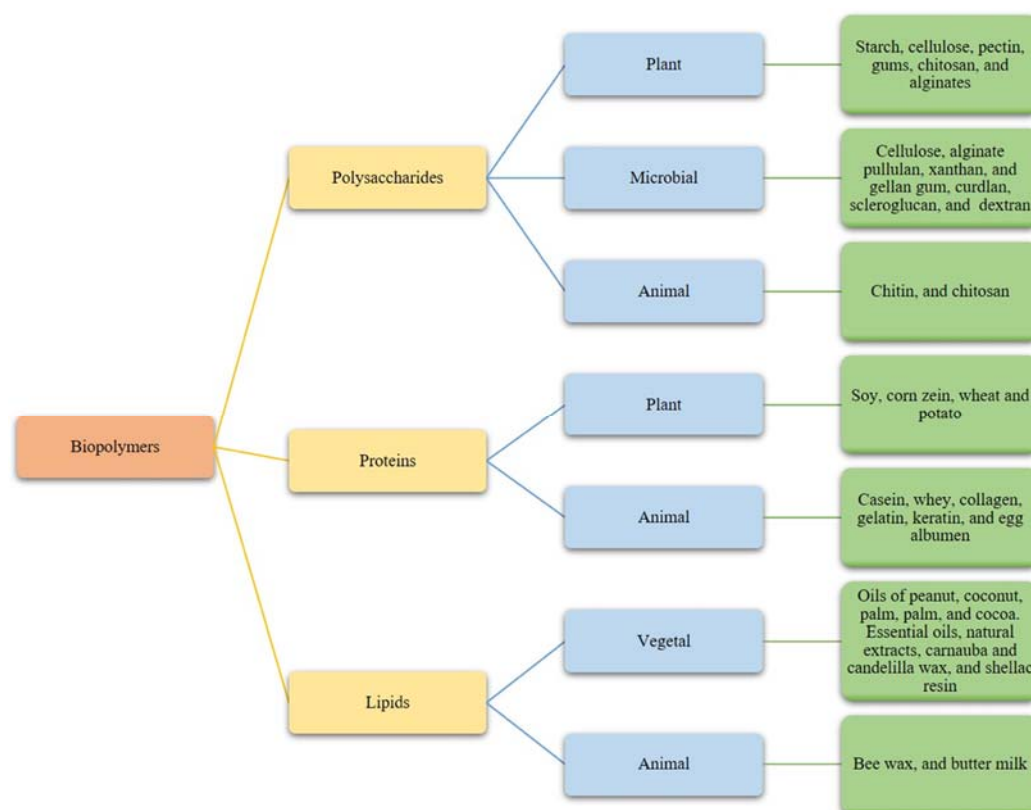 Biopolymers
Polysaccharides
Plant
Starch, cellulose, pectin,
gums, chitosan, and
alginates
Microbial
Cellulose, alginate
pullulan, xanthan, and
gellan gum, curdlan,
scleroglucan, and dextran
Animal
Chitin, and chitosan
Proteins
Plant
Soy, corn zein, wheat and
potato
Animal
Casein, whey, collagen,
gelatin, keratin, and egg
albumen
Lipids
Vegetal
Oils of peanut, coconut,
palm, palm, and cocoa.
Essential oils, natural
extracts, carnauba and
candelilla wax, and shellac
resin
Animal
Bee wax, and butter milk